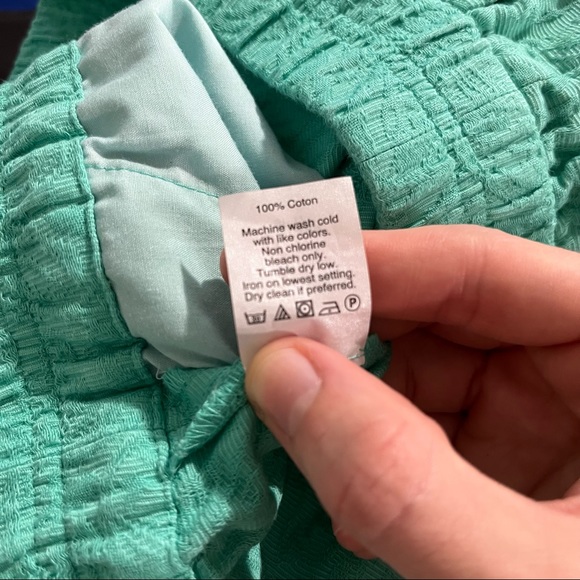 100% Coton
Machine wash cold
with like colors.
Non chlorine
bleach only.
Tumble dry low.
Iron on lowest setting.
Dry clean if preferred.
P